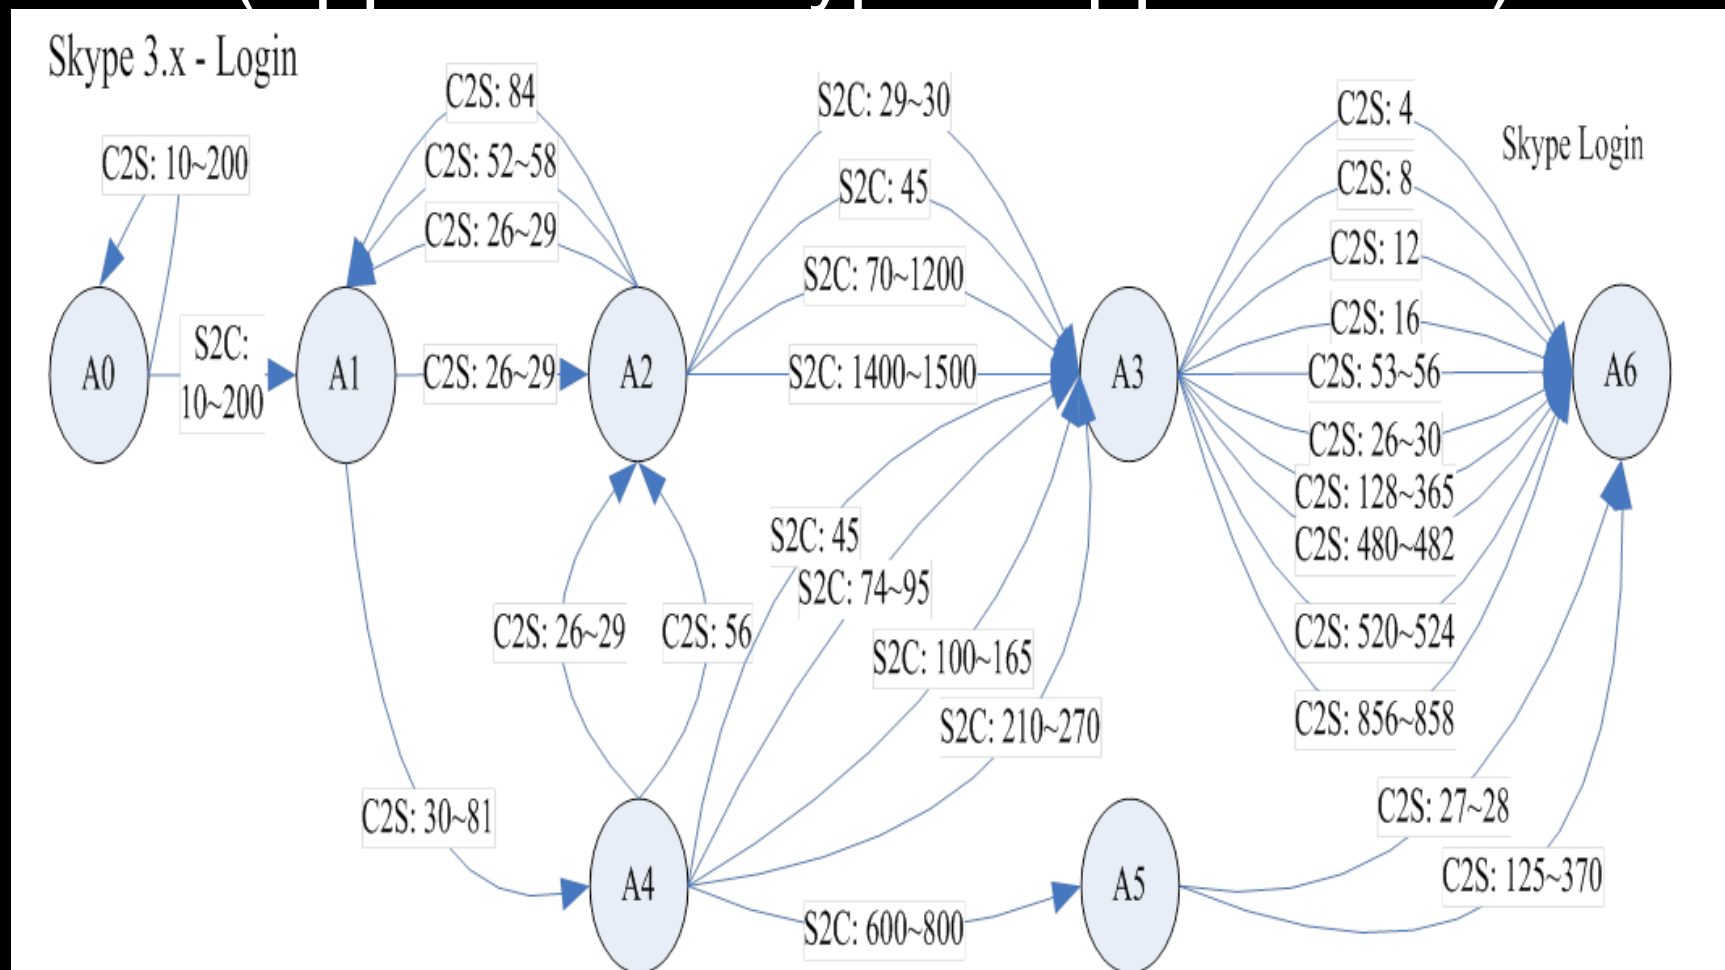 Skype 3.x - Login
C2S: 84
S2C: 29~30
C2S: 4
C2S: 10~200
C2S: 52~58
S2C: 45
C2S: 8
Skype Login
C2S: 26~29
S2C: 70~1200
C2S: 12
C2S: 16
A0
S2C:
10~200
A1
C2S: 26~29
A2
S2C: 1400~1500
A3
C2S: 53~56
A6
C2S: 26~30
C2S: 128~365
C2S: 480~482
S2C: 45
S2C: 74~95
C2S: 26~29
C2S: 56
S2C: 100~165
C2S: 520~524
S2C: 210~270
C2S: 856~858
C2S: 30~81
C2S: 27~28
A4
A5
C2S: 125~370
S2C: 600~800